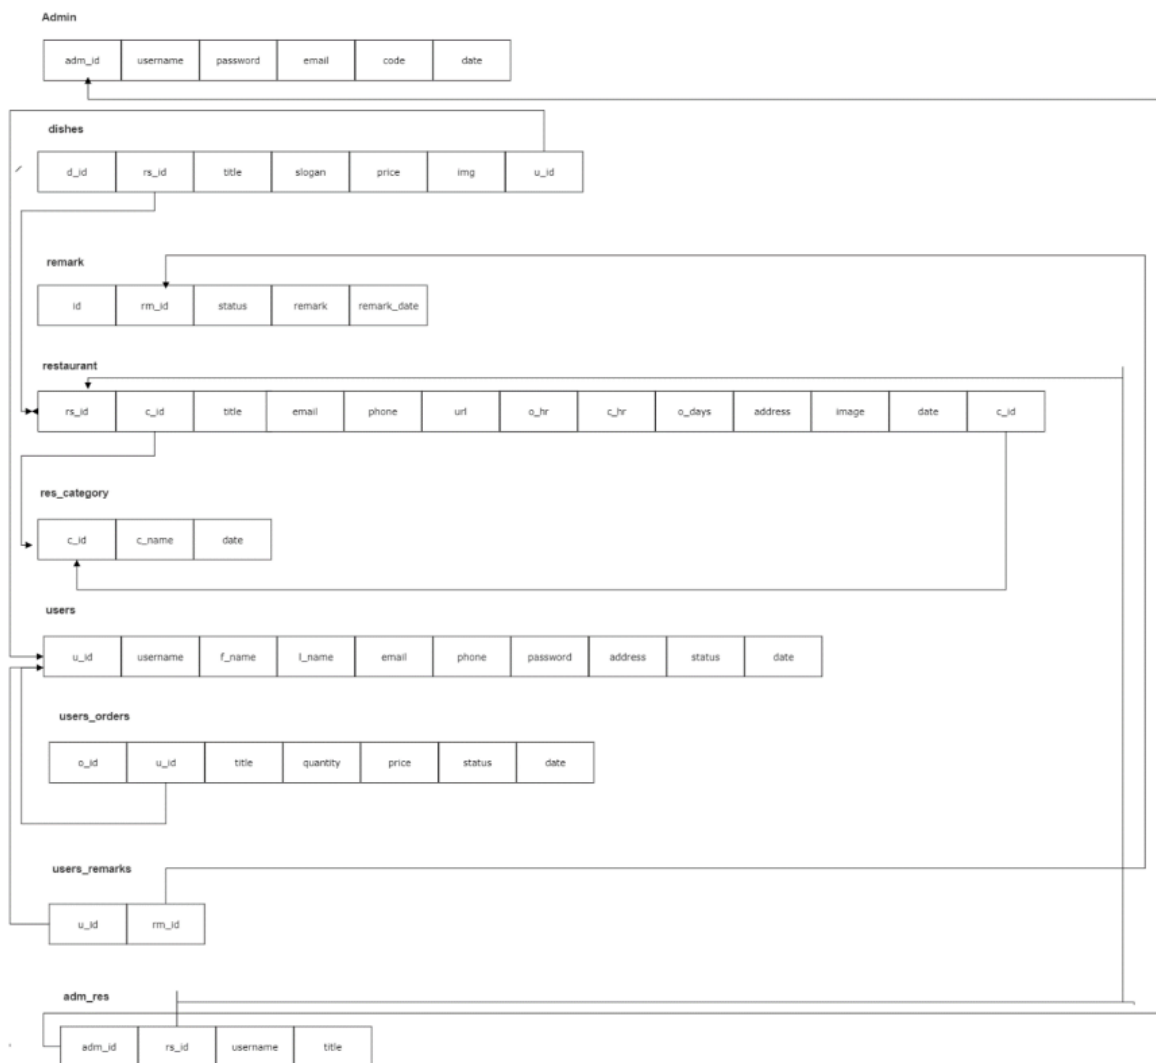 Admin
adm_id username password email code date
dishes
d_id rs_id title slogan price img u_id
remark
id rm_id status remark remark_date
restaurant
rs_id c_id title email phone url o_hr c_hr o_days address image date c_id
res_category
c_id c_name date
users
u_id username f_name l_name email phone password address status date
users_orders
o_id u_id title quantity price status date
users_remarks
u_id rm_id
adm_res
adm_id rs_id username title